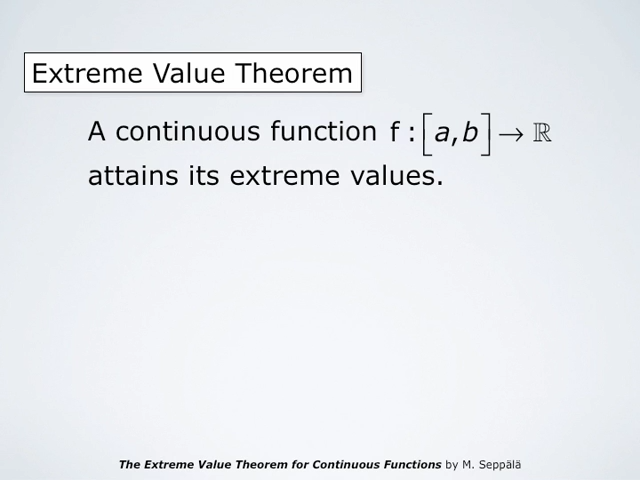 Extreme Value Theorem
A continuous function f : [a,b] → ℝ
attains its extreme values.
The Extreme Value Theorem for Continuous Functions by M. Seppälä